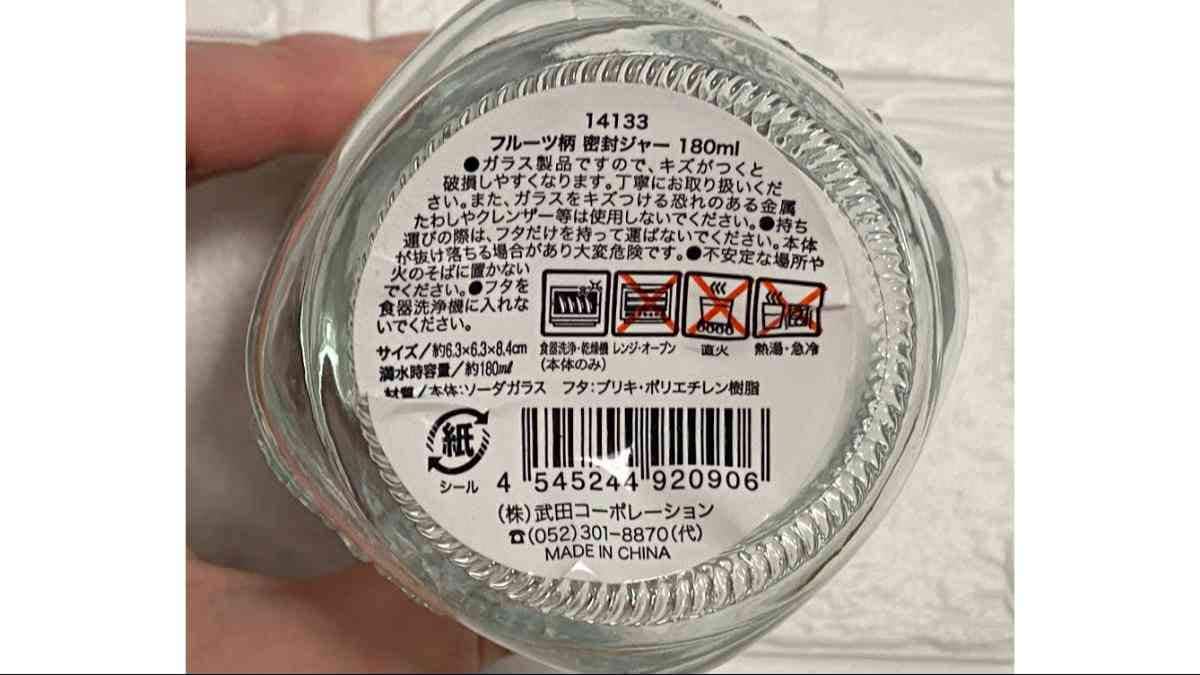 14133
フルーツ柄 密封ジャー 180ml
●ガラス製品ですので、キズがつくと
破損しやすくなります。丁寧にお取り扱いくだ
さい。また、ガラスをキズつける恐れのある金属
たわしやクレンザー等は使用しないでください。●持ち
運びの際は、フタだけを持って運ばないでください。本体
が抜け落ちる場合があり大変危険です。●不安定な場所や
火のそばに置かない
でください。●フタを
食器洗浄機に入れな
いでください。
食器洗浄・乾燥機 レンジ・オーブン 直火 熱湯・急冷
(本体のみ)
サイズ/約6.3×6.3×8.4cm
満水時容量/約180ml
材質/本体:ソーダガラス フタ:ブリキ・ポリエチレン樹脂
紙
シール
4 545244 920906
(株)武田コーポレーション
☎(052)301-8870(代)
MADE IN CHINA